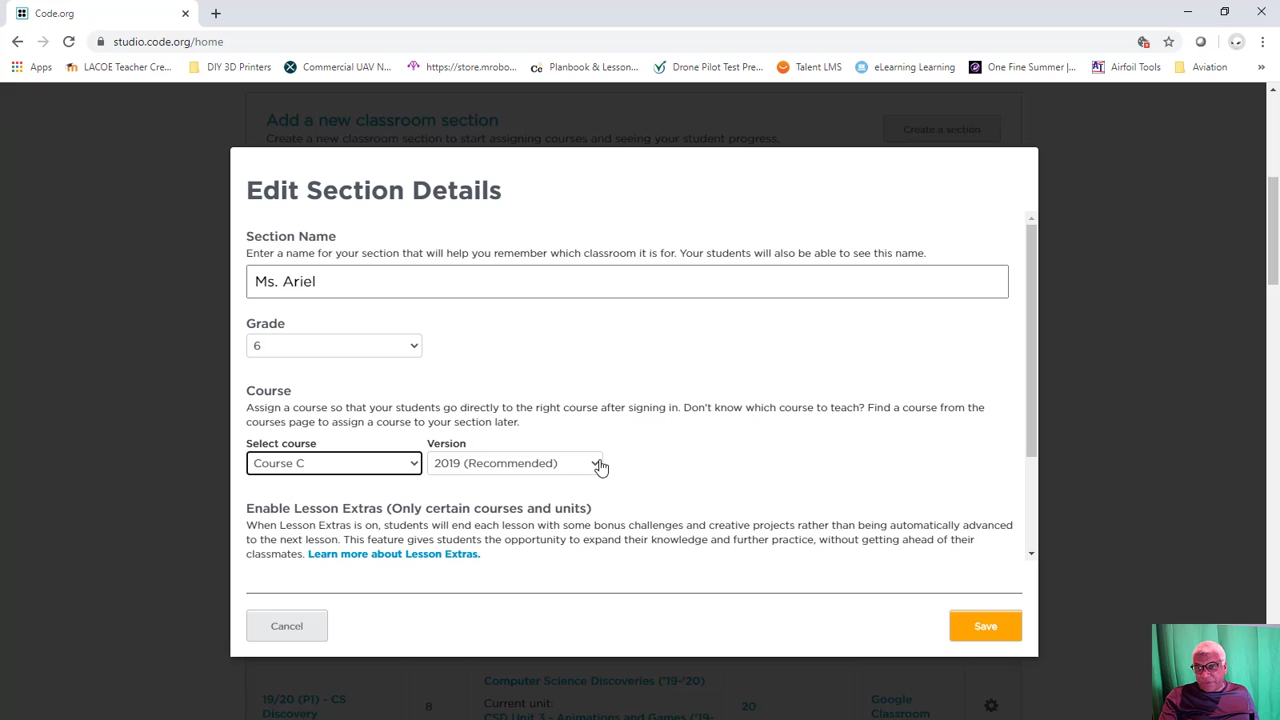 Code.org
studio.code.org/home
Apps
LACOE Teacher Cre...
DIY 3D Printers
Commercial UAV N...
https://store.mrobo...
Planbook & Lesson...
Drone Pilot Test Pre...
Talent LMS
eLearning Learning
One Fine Summer |...
Airfoil Tools
Aviation
»
Add a new classroom section
Create a section
Create a new classroom section to start assigning courses and seeing your student progress.
Edit Section Details
Section Name
Enter a name for your section that will help you remember which classroom it is for. Your students will also be able to see this name.
Ms. Ariel
Grade
6
Course
Assign a course so that your students go directly to the right course after signing in. Don't know which course to teach? Find a course from the
courses page to assign a course to your section later.
Select course
Version
Course C
2019 (Recommended)
Enable Lesson Extras (Only certain courses and units)
When Lesson Extras is on, students will end each lesson with some bonus challenges and creative projects rather than being automatically advanced
to the next lesson. This feature gives students the opportunity to expand their knowledge and further practice, without getting ahead of their
classmates. Learn more about Lesson Extras.
Cancel
Save
Computer Science Discoveries ('19-'20)
19/20 (P1) - CS
Discovery
8
Current unit:
CSD Unit 3 - Animations and Games ('19-
20
Google
Classroom